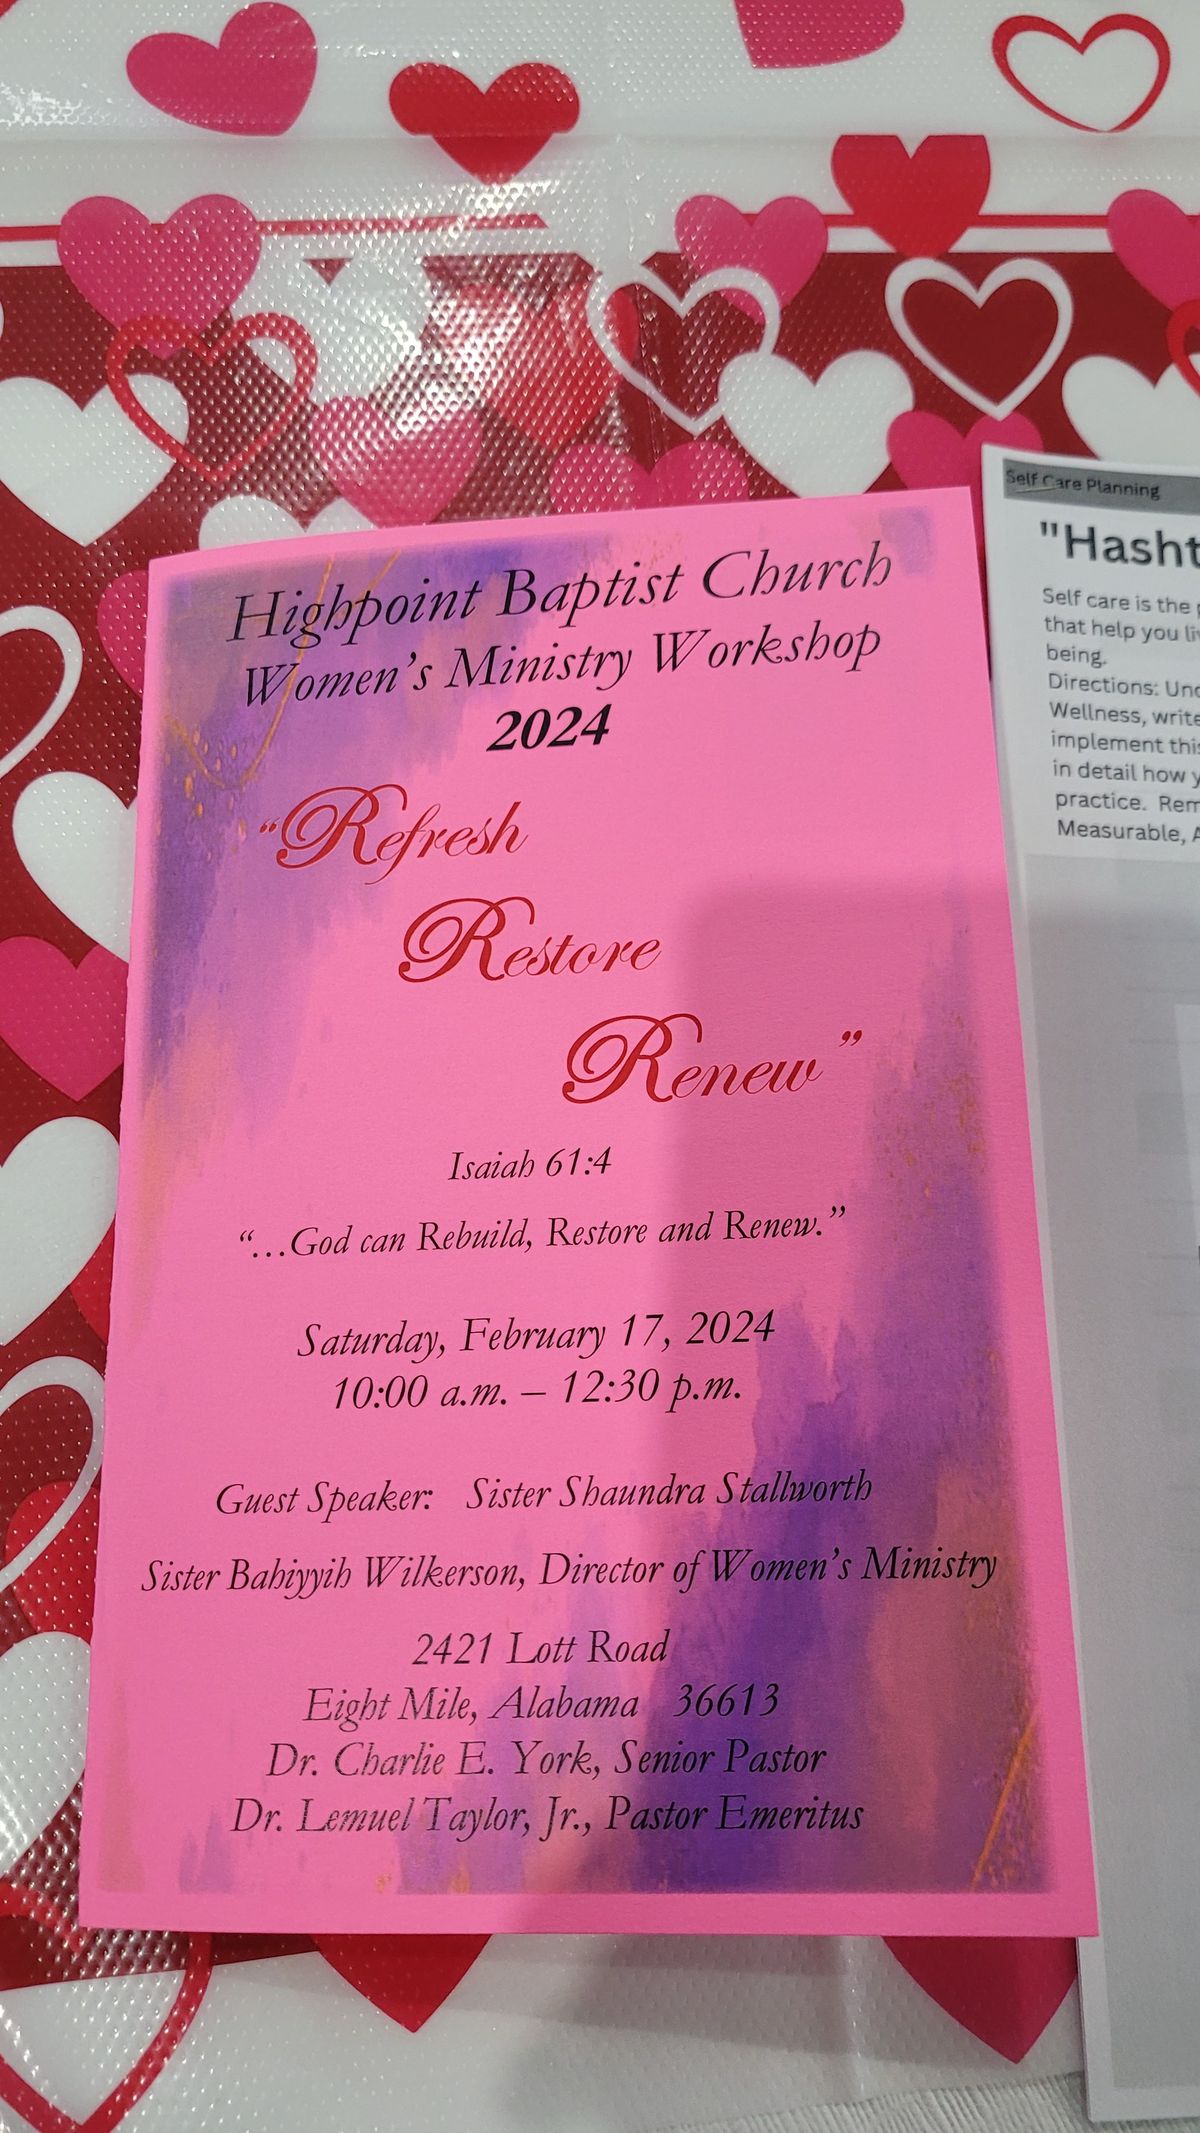 Highpoint Baptist Church
Women's Ministry Workshop
2024
“Refresh
Restore
Renew”
Isaiah 61:4
“…God can Rebuild, Restore and Renew.”
Saturday, February 17, 2024
10:00 a.m. – 12:30 p.m.
Guest Speaker: Sister Shaundra Stallworth
Sister Bahiyyih Wilkerson, Director of Women's Ministry
2421 Lott Road
Eight Mile, Alabama 36613
Dr. Charlie E. York, Senior Pastor
Dr. Lemuel Taylor, Jr., Pastor Emeritus
Self Care Planning
"Hasht
Self care is the
that help you
being.
Directions:
Wellness, write
implement this
in detail how
practice. Rem
Measurable,